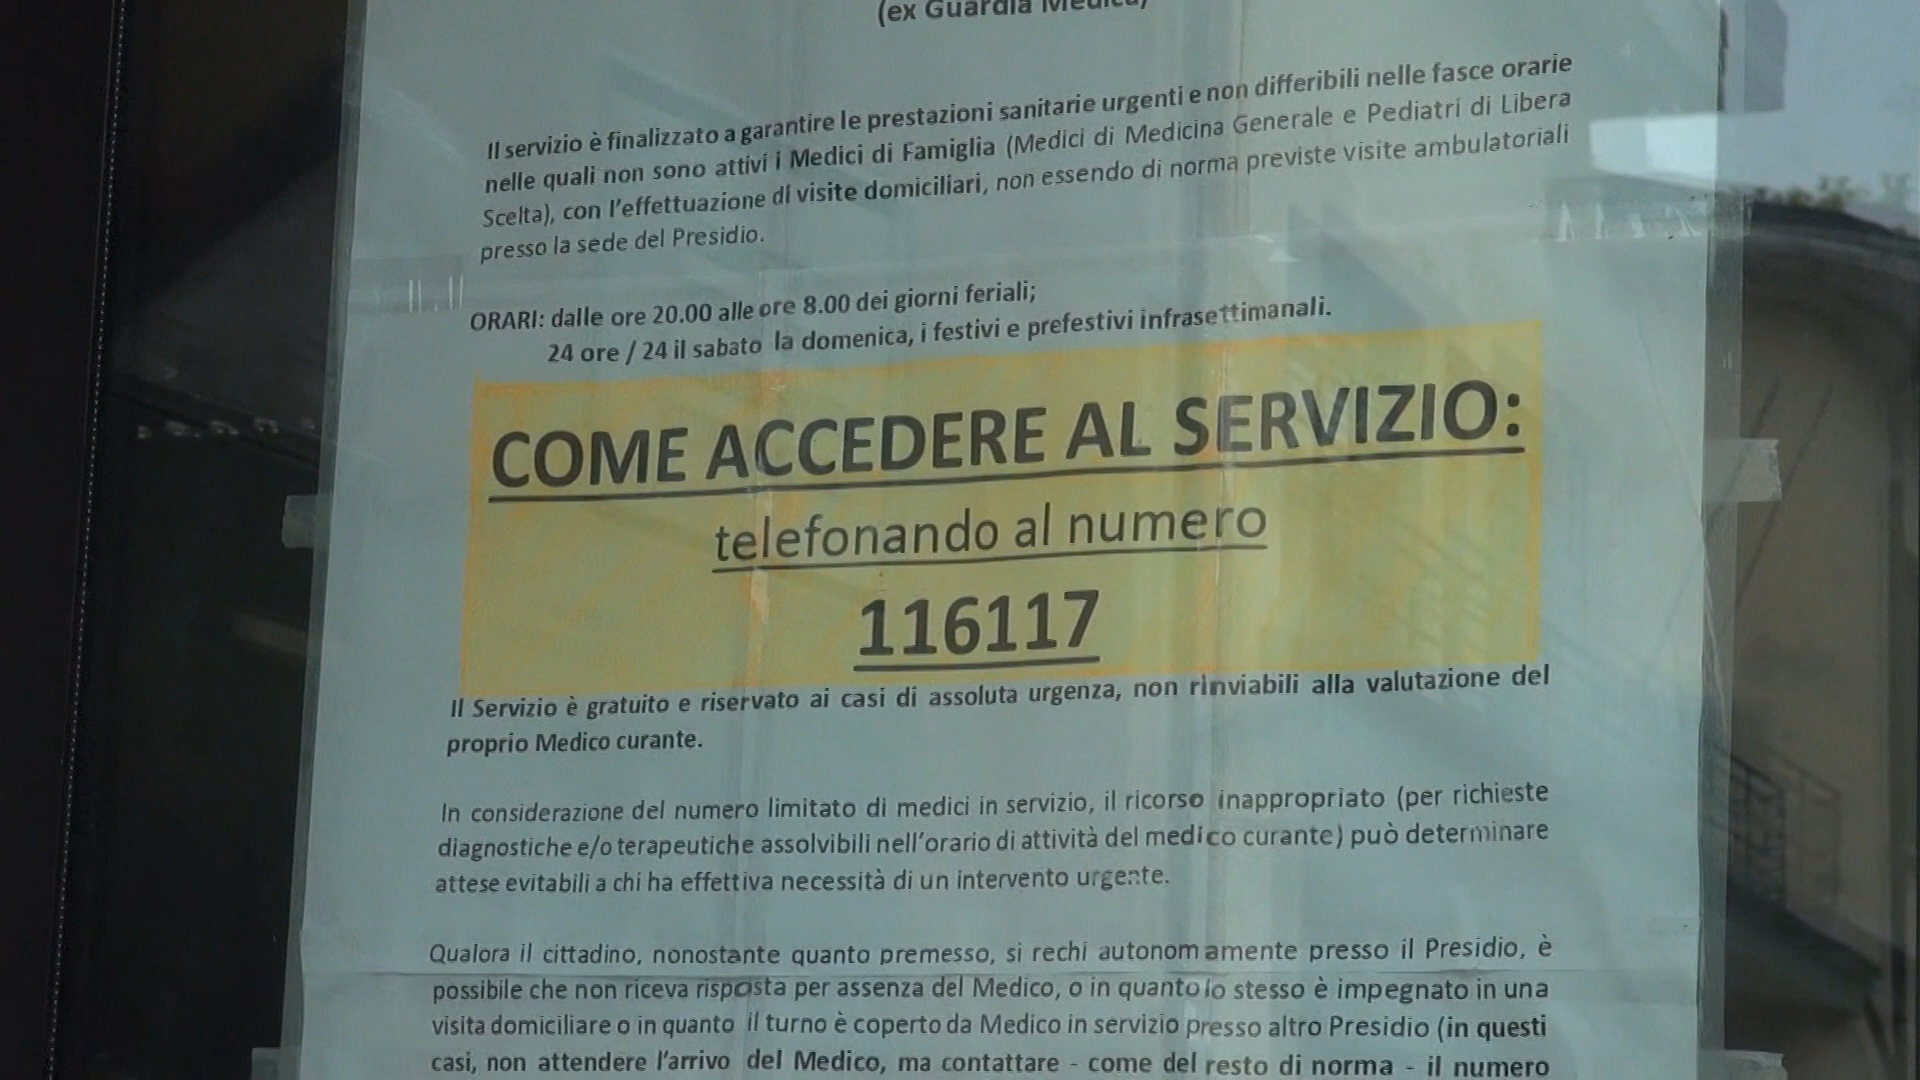 (ex Guardia Medica)
Il servizio è finalizzato a garantire le prestazioni sanitarie urgenti e non differibili nelle fasce orarie
nelle quali non sono attivi i Medici di Famiglia (Medici di Medicina Generale e Pediatri di Libera
Scelta), con l'effettuazione di visite domiciliari, non essendo di norma previste visite ambulatoriali
presso la sede del Presidio.
ORARI: dalle ore 20.00 alle ore 8.00 dei giorni feriali;
24 ore / 24 il sabato la domenica, i festivi e prefestivi infrasettimanali.
COME ACCEDERE AL SERVIZIO:
telefonando al numero
116117
Il Servizio è gratuito e riservato ai casi di assoluta urgenza, non rinviabili alla valutazione del
proprio Medico curante.
In considerazione del numero limitato di medici in servizio, il ricorso inappropriato (per richieste
diagnostiche e/o terapeutiche assolvibili nell'orario di attività del medico curante) può determinare
attese evitabili a chi ha effettiva necessità di un intervento urgente.
Qualora il cittadino, nonostante quanto premesso, si rechi autonomamente presso il Presidio, è
possibile che non riceva risposta per assenza del Medico, o in quanto lo stesso è impegnato in una
visita domiciliare o in quanto il turno è coperto da Medico in servizio presso altro Presidio (in questi
casi, non attendere l'arrivo del Medico, ma contattare - come del resto di norma - il numero